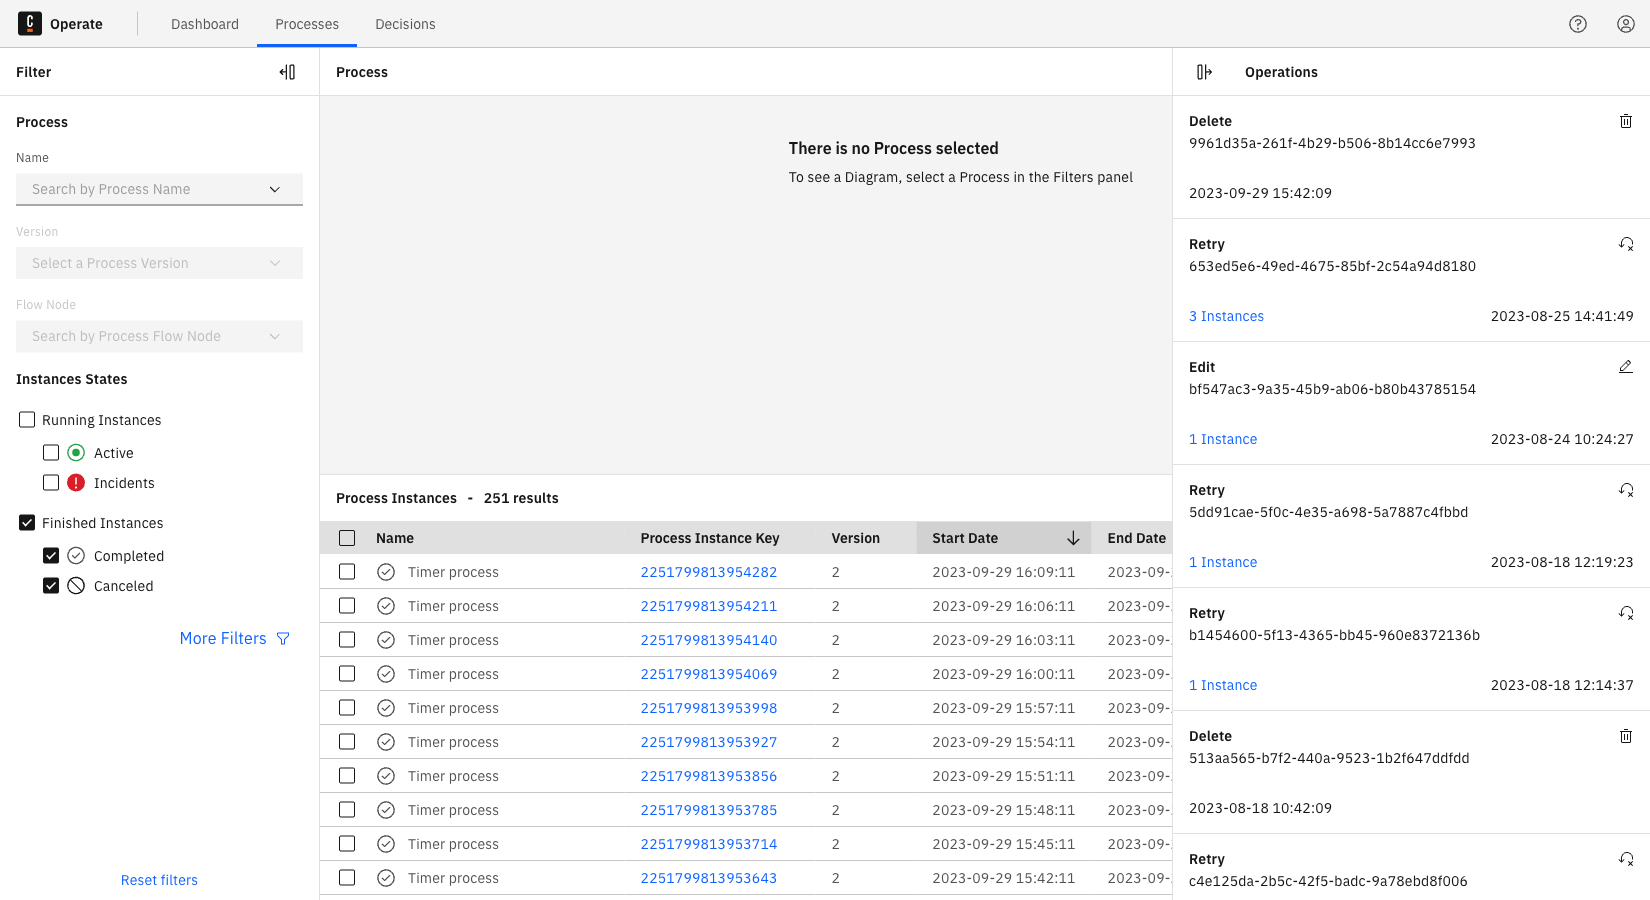 C Operate Dashboard Processes Decisions
Filter
Process
Name
Search by Process Name
Version
Select a Process Version
Flow Node
Search by Process Flow Node
Instances States
Running Instances
Active
Incidents
Finished Instances
Completed
Canceled
More Filters
Reset filters
Process
There is no Process selected
To see a Diagram, select a Process in the Filters panel
Process Instances - 251 results
Name Process Instance Key Version Start Date End Date
Timer process 2251799813954282 2 2023-09-29 16:09:11 2023-09-
Timer process 2251799813954211 2 2023-09-29 16:06:11 2023-09-
Timer process 2251799813954140 2 2023-09-29 16:03:11 2023-09-
Timer process 2251799813954069 2 2023-09-29 16:00:11 2023-09-
Timer process 2251799813953998 2 2023-09-29 15:57:11 2023-09-
Timer process 2251799813953927 2 2023-09-29 15:54:11 2023-09-
Timer process 2251799813953856 2 2023-09-29 15:51:11 2023-09-
Timer process 2251799813953785 2 2023-09-29 15:48:11 2023-09-
Timer process 2251799813953714 2 2023-09-29 15:45:11 2023-09-
Timer process 2251799813953643 2 2023-09-29 15:42:11 2023-09-
Operations
Delete
9961d35a-261f-4b29-b506-8b14cc6e7993
2023-09-29 15:42:09
Retry
653ed5e6-49ed-4675-85bf-2c54a94d8180
3 Instances 2023-08-25 14:41:49
Edit
bf547ac3-9a35-45b9-ab06-b80b43785154
1 Instance 2023-08-24 10:24:27
Retry
5dd91cae-5f0c-4e35-a698-5a7887c4fbbd
1 Instance 2023-08-18 12:19:23
Retry
b1454600-5f13-4365-bb45-960e8372136b
1 Instance 2023-08-18 12:14:37
Delete
513aa565-b7f2-440a-9523-1b2f647ddfdd
2023-08-18 10:42:09
Retry
c4e125da-2b5c-42f5-badc-9a78ebd8f006